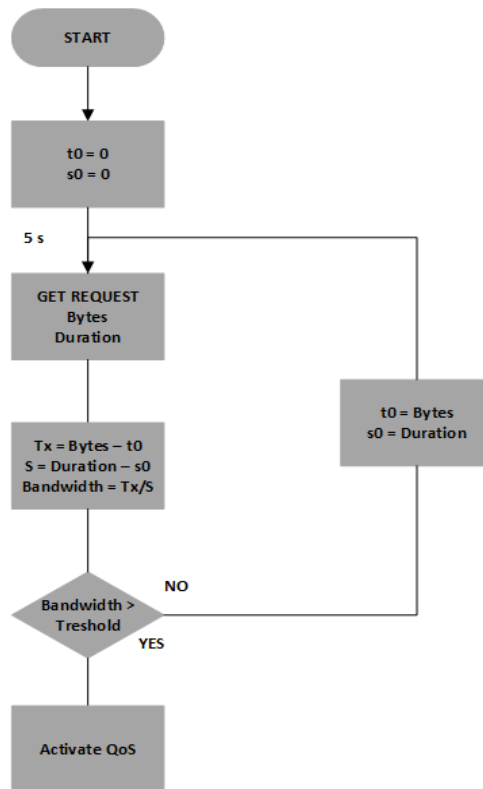 START
t0 = 0
s0 = 0
5 s
GET REQUEST
Bytes
Duration
t0 = Bytes
s0 = Duration
Tx = Bytes – t0
S = Duration – s0
Bandwidth = Tx/S
NO
Bandwidth >
Treshold
YES
Activate QoS